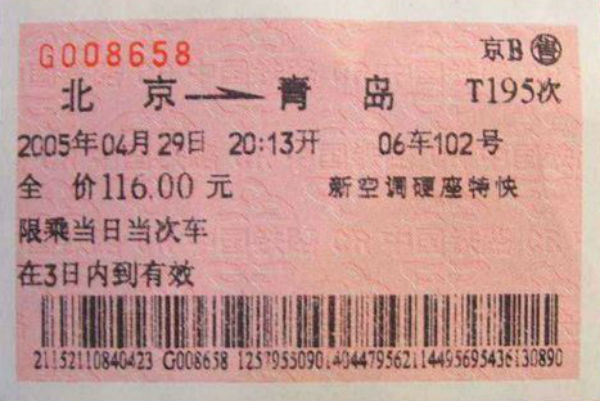 G008658 京B 售
北京→青岛 T195次
2005年04月29日 20:13开 06车102号
全价116.00元 新空调硬座特快
限乘当日当次车
在3日内到有效
21152110840423 G008658